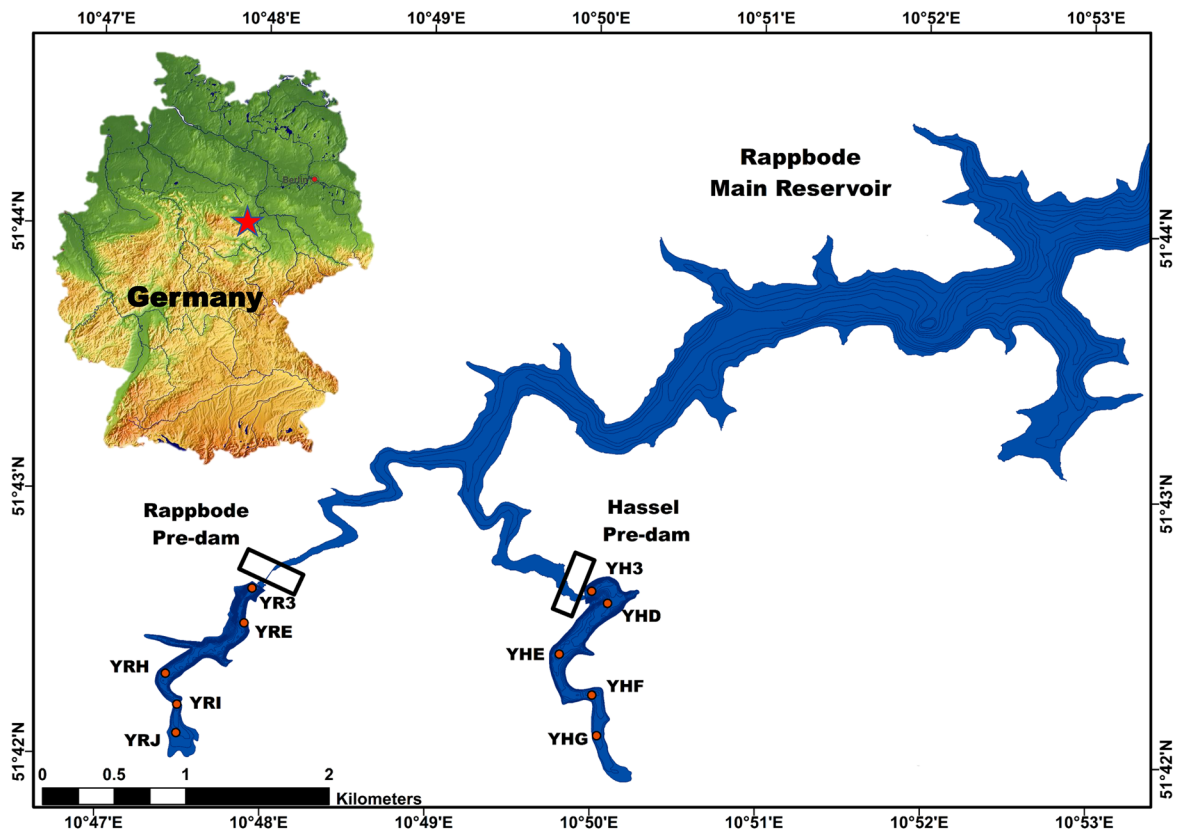 10°47'E 10°48'E 10°49'E 10°50'E 10°51'E 10°52'E 10°53'E
Rappbode
Main Reservoir
Berlin
51°44'N
51°44'N
Germany
51°43'N
51°43'N
Rappbode
Pre-dam
Hassel
Pre-dam
YH3
YR3
YHD
YRE
YHE
YRH
YHF
YRI
YHG
YRJ
51°42'N
51°42'N
0 0.5 1 2
Kilometers
10°47'E 10°48'E 10°49'E 10°50'E 10°51'E 10°52'E 10°53'E